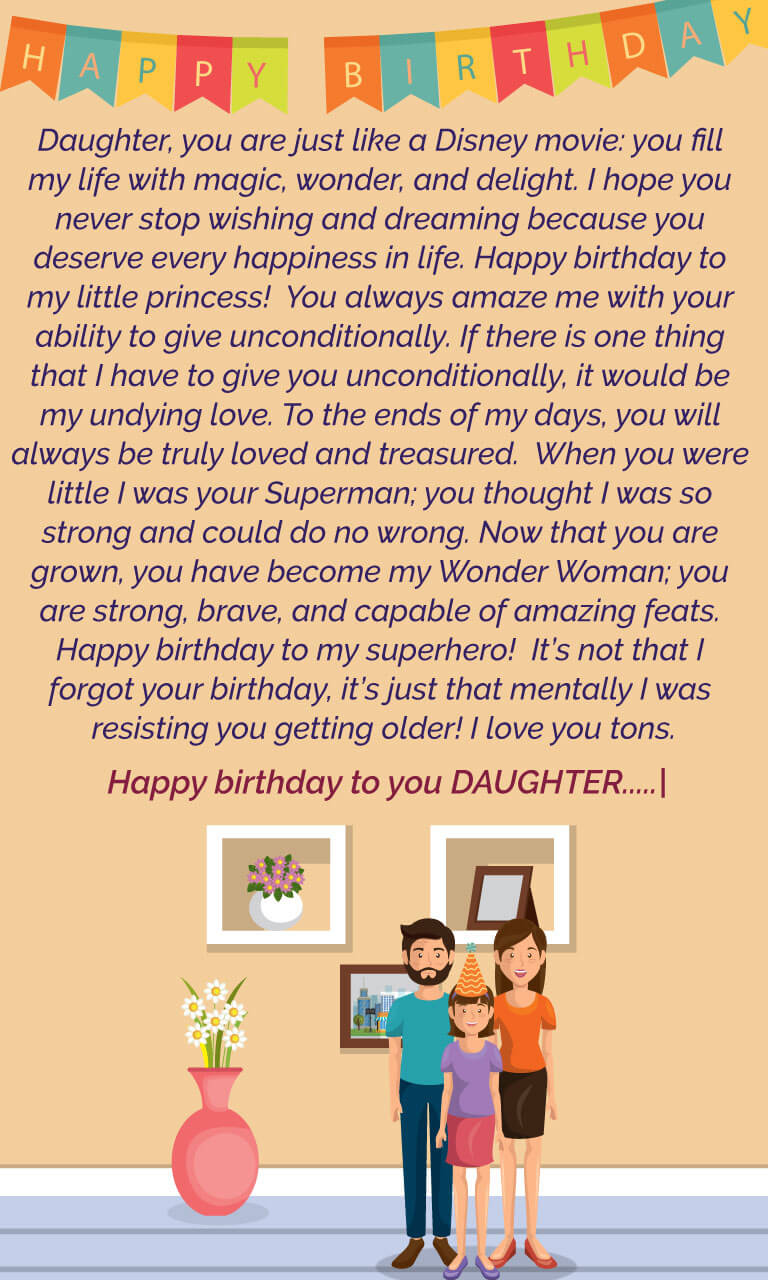 HAPPY BIRTHDAY
Daughter, you are just like a Disney movie: you fill
my life with magic, wonder, and delight. I hope you
never stop wishing and dreaming because you
deserve every happiness in life. Happy birthday to
my little princess!  You always amaze me with your
ability to give unconditionally. If there is one thing
that I have to give you unconditionally, it would be
my undying love. To the ends of my days, you will
always be truly loved and treasured.  When you were
little I was your Superman; you thought I was so
strong and could do no wrong. Now that you are
grown, you have become my Wonder Woman; you
are strong, brave, and capable of amazing feats.
Happy birthday to my superhero!  It’s not that I
forgot your birthday, it’s just that mentally I was
resisting you getting older! I love you tons.
Happy birthday to you DAUGHTER.....|